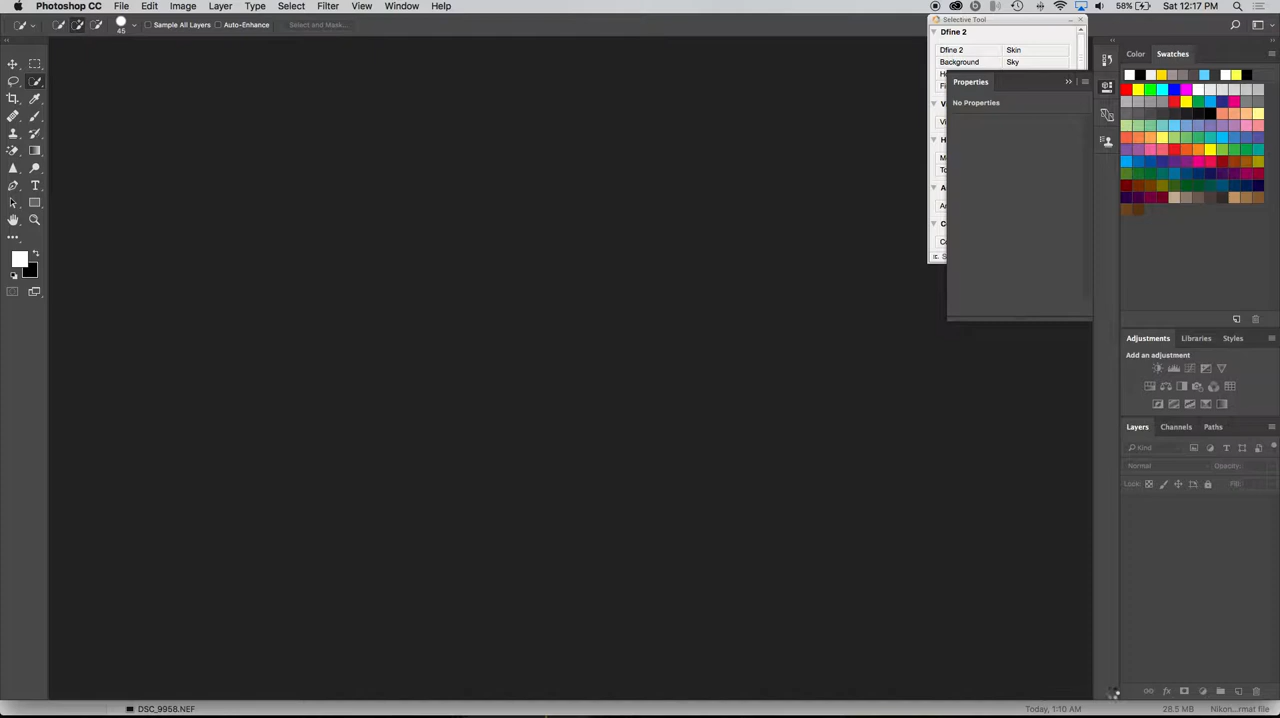 Photoshop CC File Edit Image Layer Type Select Filter View Window Help 58% Sat 12:17 PM
45 Sample All Layers Auto-Enhance Select and Mask...
Selective Tool
Dfine 2
Dfine 2 Skin
Background Sky
Properties
No Properties
Color Swatches
Adjustments Libraries Styles
Add an adjustment
Layers Channels Paths
Kind
Normal Opacity:
Lock: Fill:
DSC_9958.NEF Today, 1:10 AM 28.5 MB Nikon...rmat file